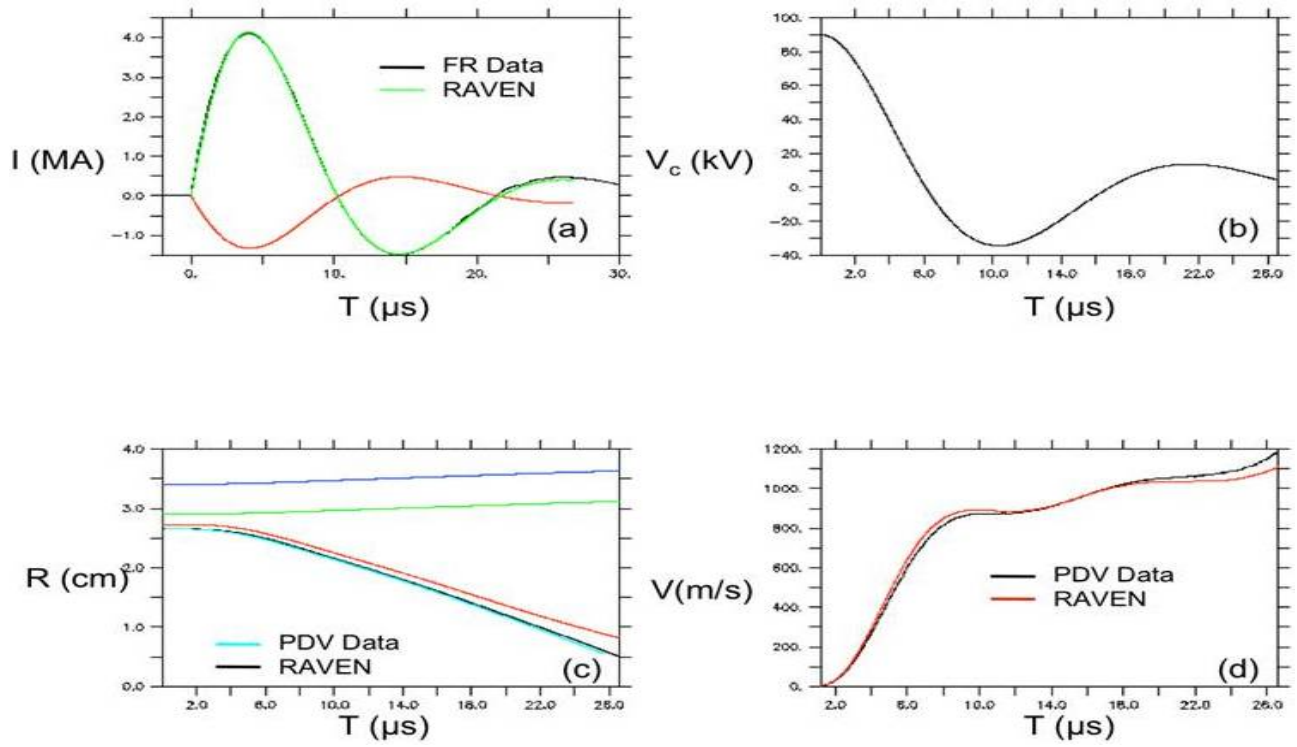 4.0
3.0
2.0
1.0
0.0
−1.0
I (MA)
FR Data
RAVEN
(a)
0.
10.
20.
30.
T (µs)
100.
80.
60.
40.
20.
0.
−20.
−40.
V_c (kV)
(b)
2.0
6.0
10.0
14.0
18.0
22.0
26.0
T (µs)
4.0
3.0
2.0
1.0
0.0
R (cm)
PDV Data
RAVEN
(c)
2.0
6.0
10.0
14.0
18.0
22.0
26.0
T (µs)
1200.
1000.
800.
600.
400.
200.
0.
V(m/s)
PDV Data
RAVEN
(d)
2.0
6.0
10.0
14.0
18.0
22.0
26.0
T (µs)